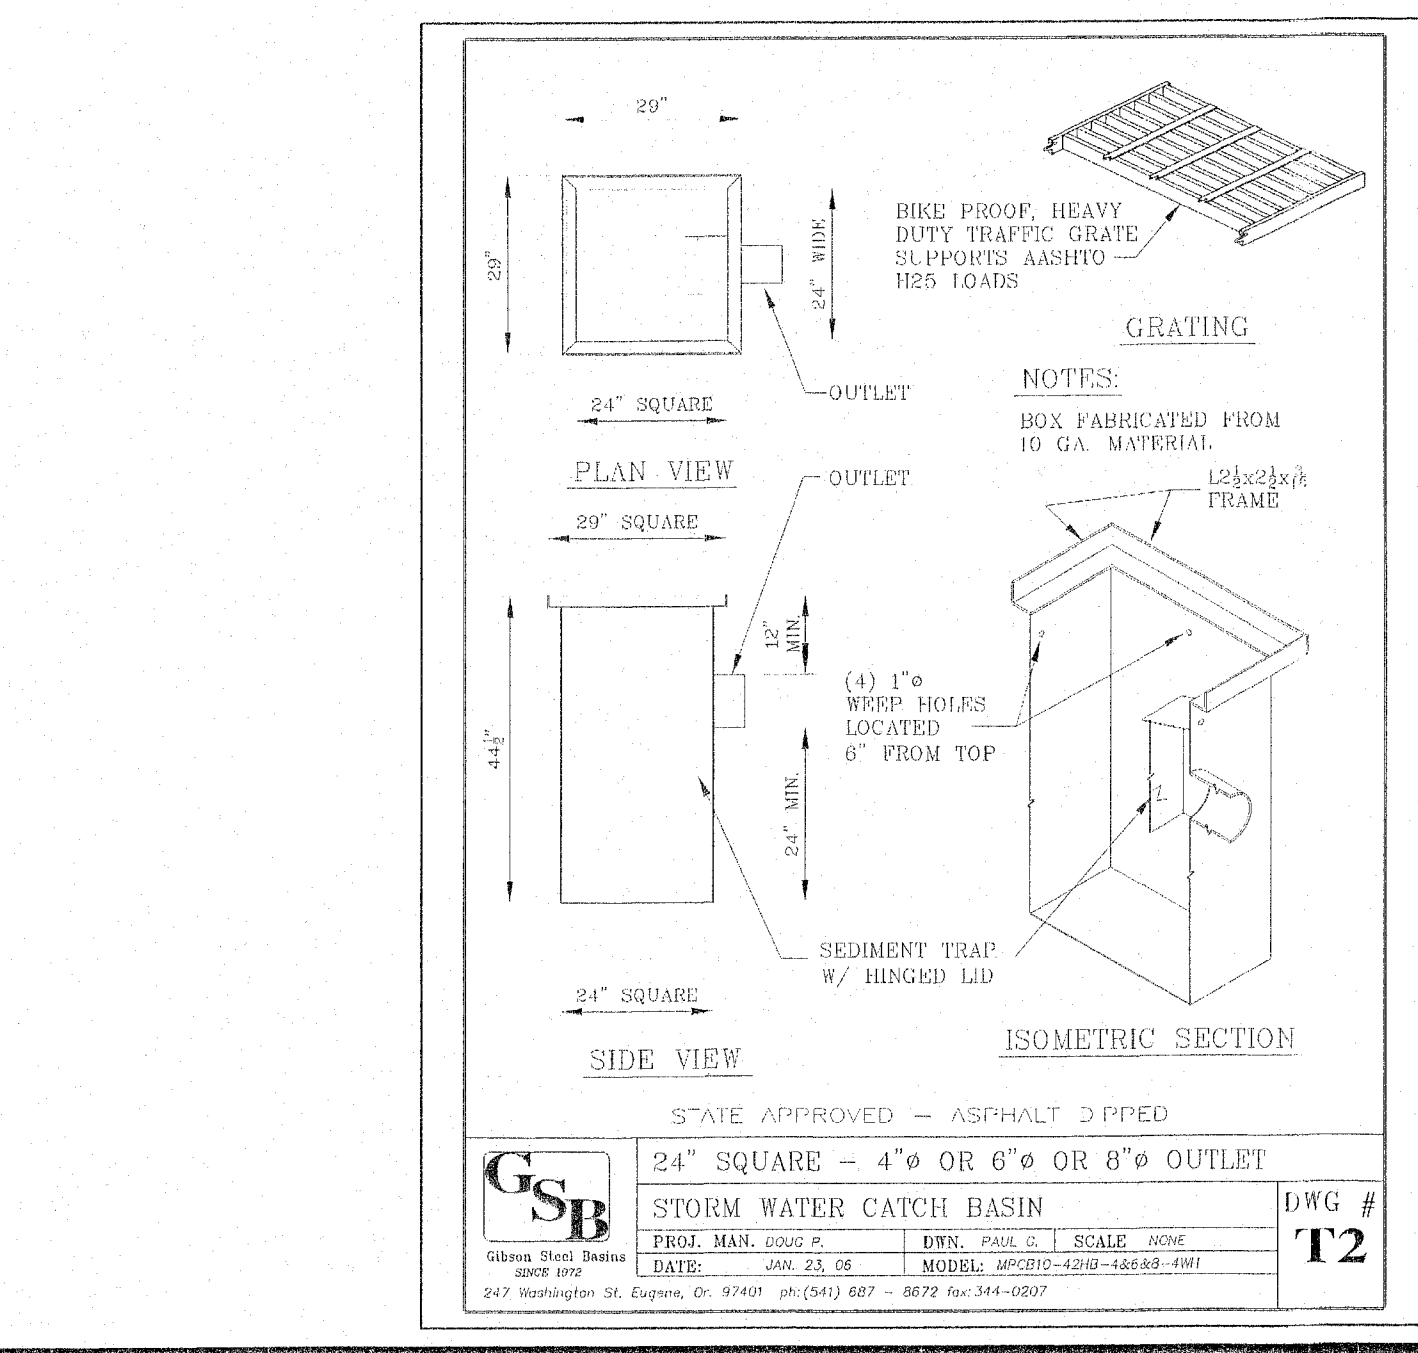 29"
29"
24" WIDE
OUTLET
24" SQUARE
PLAN VIEW
BIKE PROOF, HEAVY
DUTY TRAFFIC GRATE
SUPPORTS AASHTO
H25 LOADS
GRATING
NOTES:
BOX FABRICATED FROM
10 GA. MATERIAL
FRAME
29" SQUARE
OUTLET
12"
MIN.
44½"
24" MIN.
(4) 1"ø
WEEP HOLES
LOCATED
6" FROM TOP
SEDIMENT TRAP
W/ HINGED LID
24" SQUARE
SIDE VIEW
ISOMETRIC SECTION
STATE APPROVED – ASPHALT DIPPED
GSB
Gibson Steel Basins
SINCE 1972
24" SQUARE – 4"ø OR 6"ø OR 8"ø OUTLET
STORM WATER CATCH BASIN
PROJ. MAN. DOUG P. DWN. PAUL G. SCALE NONE
DATE: JAN. 23, 06 MODEL: MPCB10-42HB-4&6&8-4WH
DWG #
T2
247 Washington St. Eugene, Or. 97401 ph:(541) 687 - 8672 fax: 344-0207